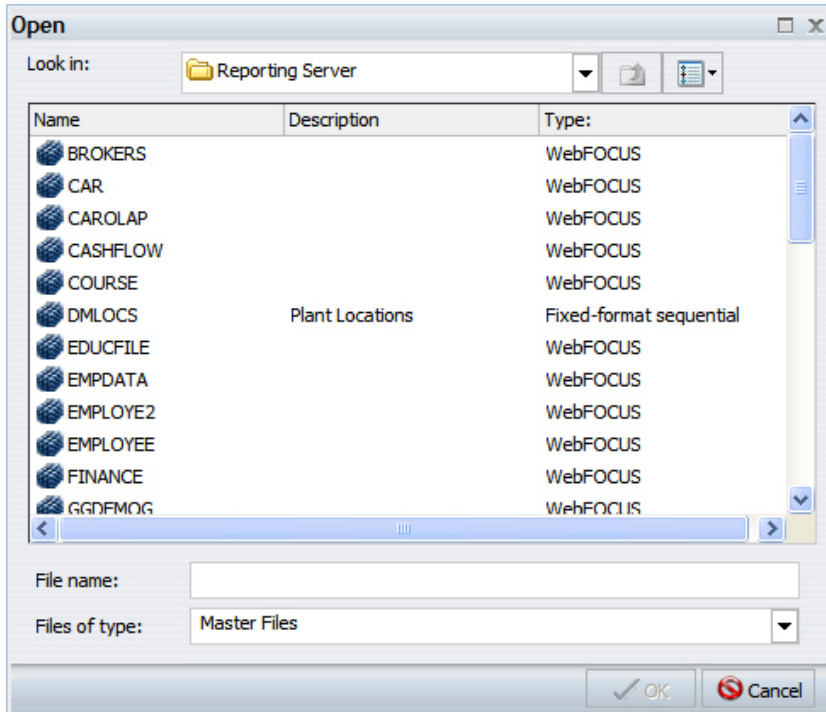 Open
Look in: Reporting Server
Name Description Type:
BROKERS WebFOCUS
CAR WebFOCUS
CAROLAP WebFOCUS
CASHFLOW WebFOCUS
COURSE WebFOCUS
DMLOCS Plant Locations Fixed-format sequential
EDUCFILE WebFOCUS
EMPDATA WebFOCUS
EMPLOYE2 WebFOCUS
EMPLOYEE WebFOCUS
FINANCE WebFOCUS
GGDEMOG WebFOCUS
File name:
Files of type: Master Files
OK Cancel